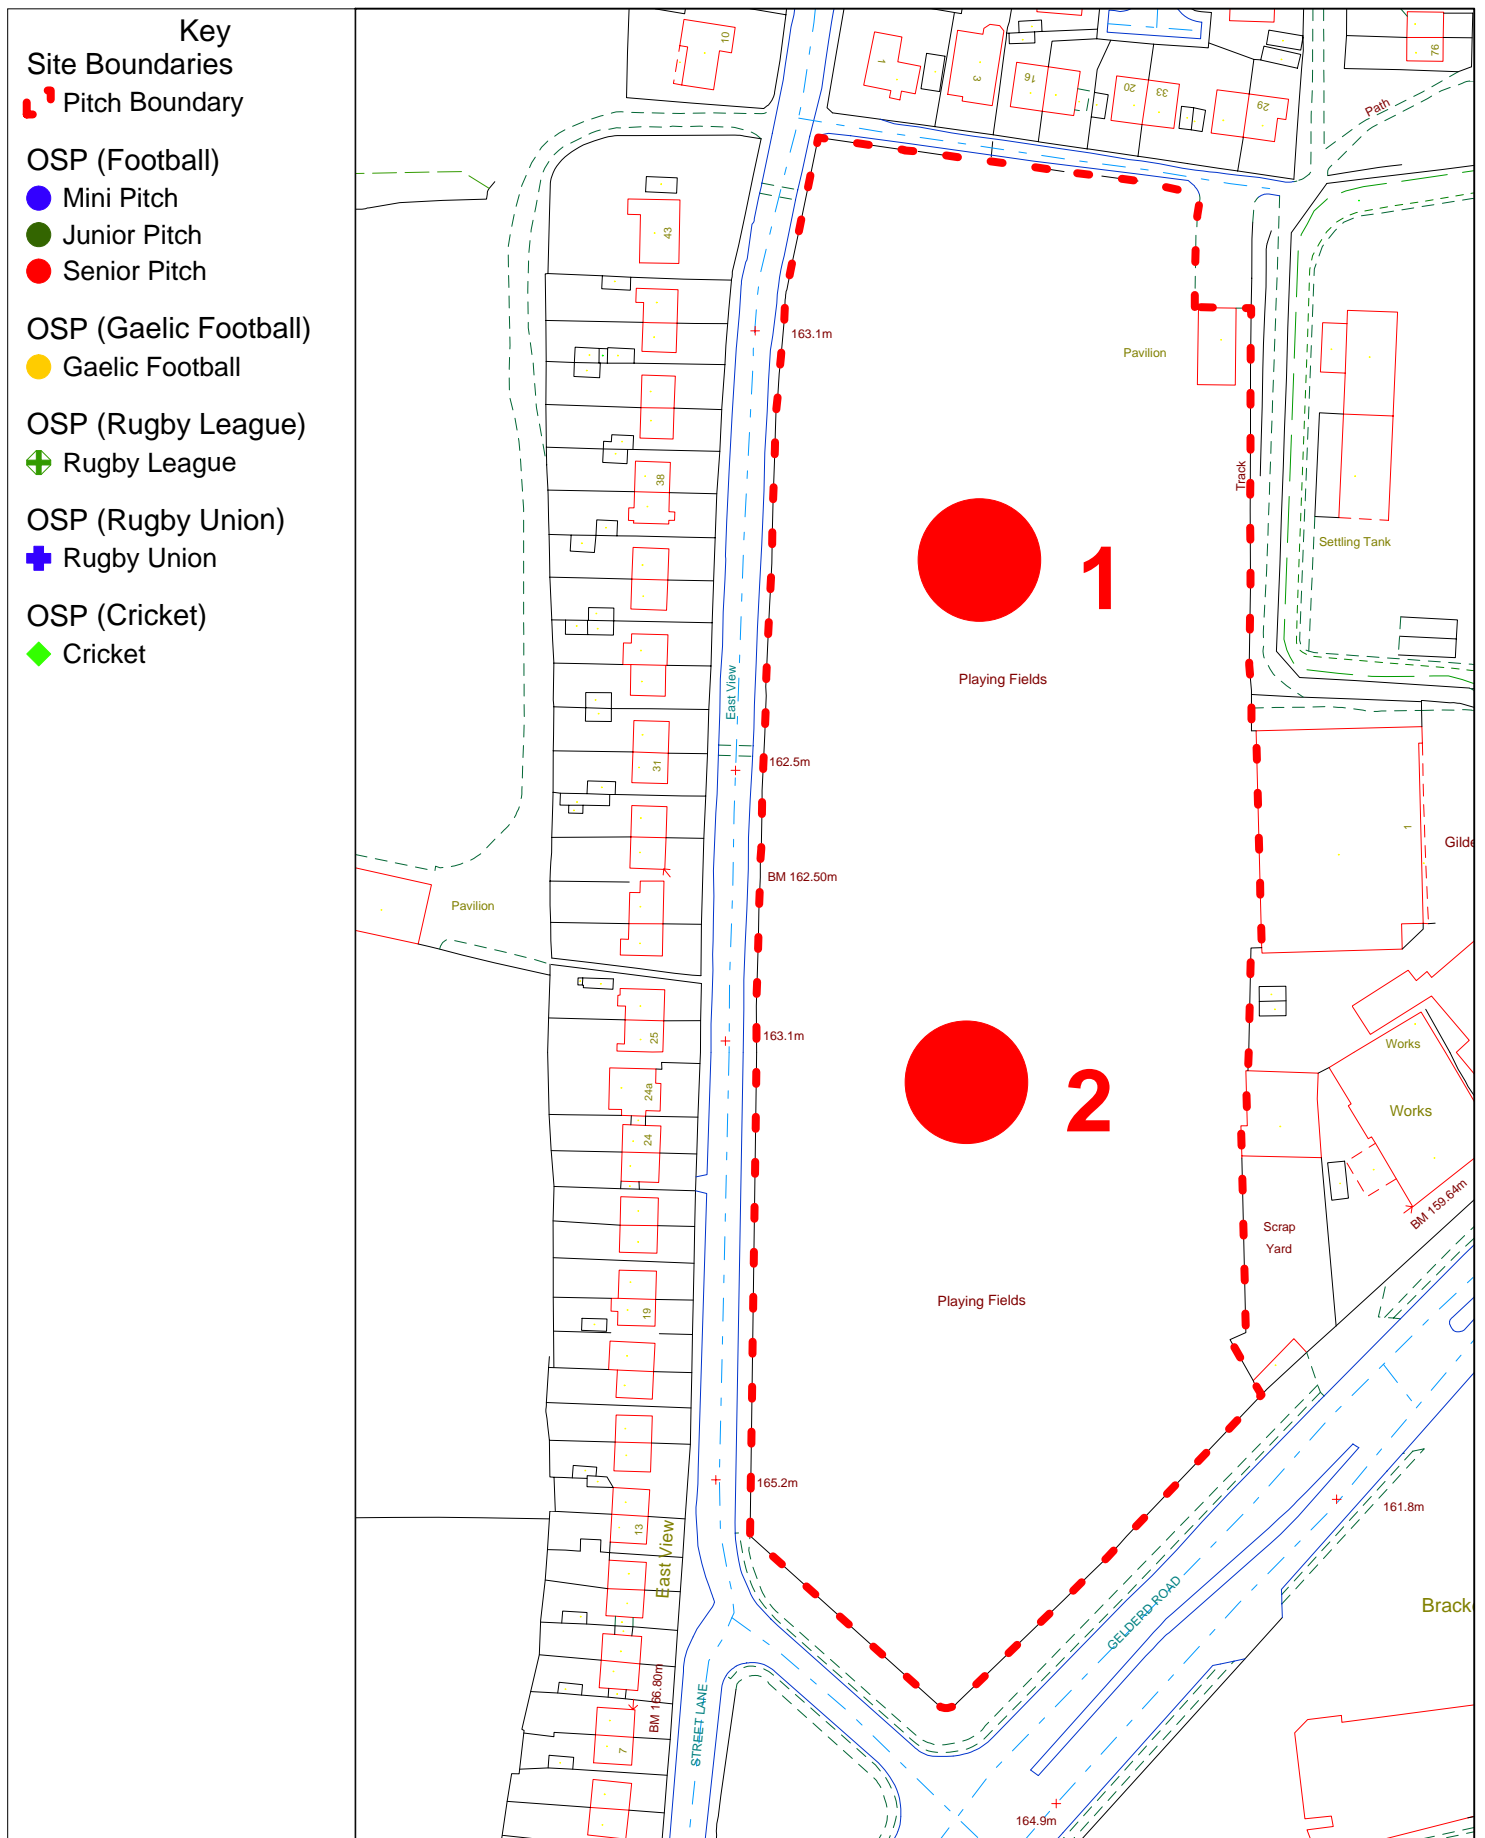 Key
Site Boundaries
Pitch Boundary
OSP (Football)
Mini Pitch
Junior Pitch
Senior Pitch
OSP (Gaelic Football)
Gaelic Football
OSP (Rugby League)
Rugby League
OSP (Rugby Union)
Rugby Union
OSP (Cricket)
Cricket
10
1
3
16
20
33
29
76
Path
43
163.1m
Pavilion
38
Track
Settling Tank
1
Playing Fields
East View
31
162.5m
1
Gilde
BM 162.50m
Pavilion
25
163.1m
Works
24a
2
Works
24
BM 159.64m
Scrap
Yard
Playing Fields
19
165.2m
161.8m
13
East View
GELDERD ROAD
Bracke
BM 166.80m
STREET LANE
7
164.9m